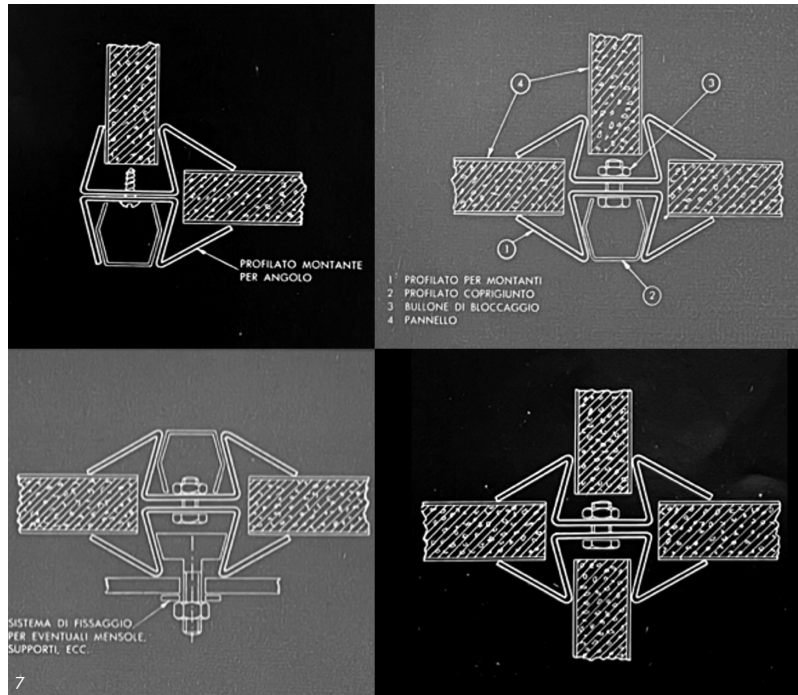 PROFILATO MONTANTE
PER ANGOLO
4
3
1
2
1 PROFILATO PER MONTANTI
2 PROFILATO COPRIGIUNTO
3 BULLONE DI BLOCCAGGIO
4 PANNELLO
SISTEMA DI FISSAGGIO
PER EVENTUALI MENSOLE,
SUPPORTI, ECC.
7